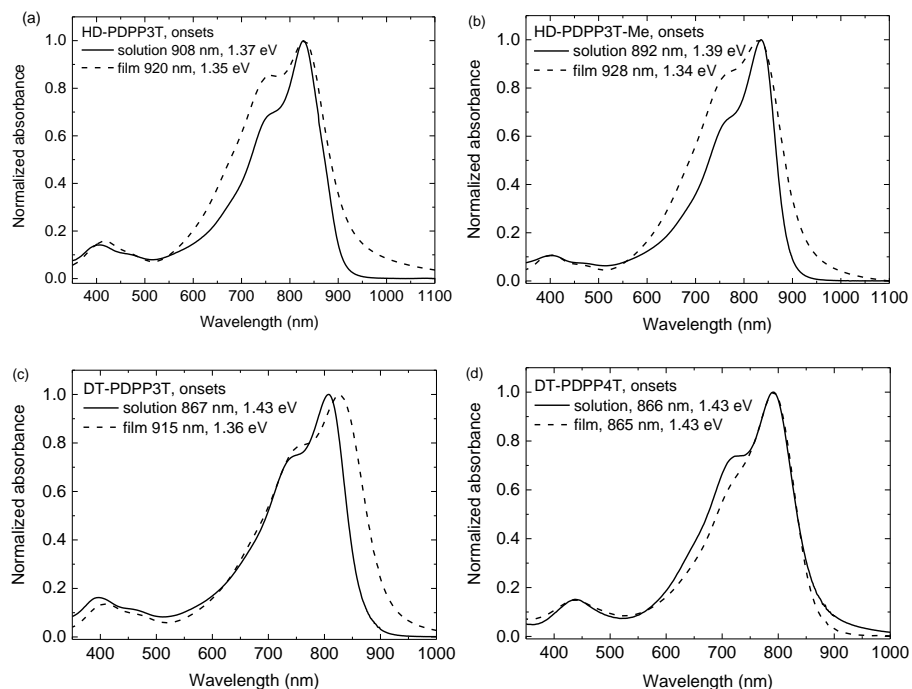 (a)
HD-PDPP3T, onsets
solution 908 nm, 1.37 eV
film 920 nm, 1.35 eV
Normalized absorbance
1.0
0.8
0.6
0.4
0.2
0.0
400 500 600 700 800 900 1000 1100
Wavelength (nm)
(b)
HD-PDPP3T-Me, onsets
solution 892 nm, 1.39 eV
film 928 nm, 1.34 eV
Normalized absorbance
1.0
0.8
0.6
0.4
0.2
0.0
400 500 600 700 800 900 1000 1100
Wavelength (nm)
(c)
DT-PDPP3T, onsets
solution 867 nm, 1.43 eV
film 915 nm, 1.36 eV
Normalized absorbance
1.0
0.8
0.6
0.4
0.2
0.0
400 500 600 700 800 900 1000
Wavelength (nm)
(d)
DT-PDPP4T, onsets
solution, 866 nm, 1.43 eV
film, 865 nm, 1.43 eV
Normalized absorbance
1.0
0.8
0.6
0.4
0.2
0.0
400 500 600 700 800 900 1000
Wavelength (nm)